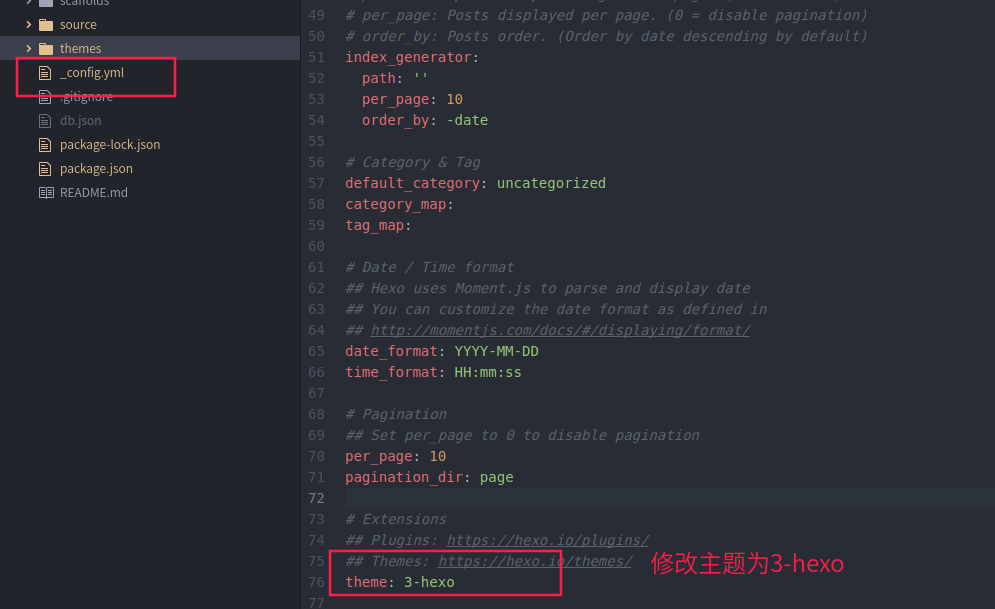 scaffolds
source
themes
_config.yml
.gitignore
db.json
package-lock.json
package.json
README.md
49 # per_page: Posts displayed per page. (0 = disable pagination)
50 # order_by: Posts order. (Order by date descending by default)
51 index_generator:
52   path: ''
53   per_page: 10
54   order_by: -date
55
56 # Category & Tag
57 default_category: uncategorized
58 category_map:
59 tag_map:
60
61 # Date / Time format
62 ## Hexo uses Moment.js to parse and display date
63 ## You can customize the date format as defined in
64 ## http://momentjs.com/docs/#/displaying/format/
65 date_format: YYYY-MM-DD
66 time_format: HH:mm:ss
67
68 # Pagination
69 ## Set per_page to 0 to disable pagination
70 per_page: 10
71 pagination_dir: page
72
73 # Extensions
74 ## Plugins: https://hexo.io/plugins/
75 ## Themes: https://hexo.io/themes/
修改主题为3-hexo
76 theme: 3-hexo
77